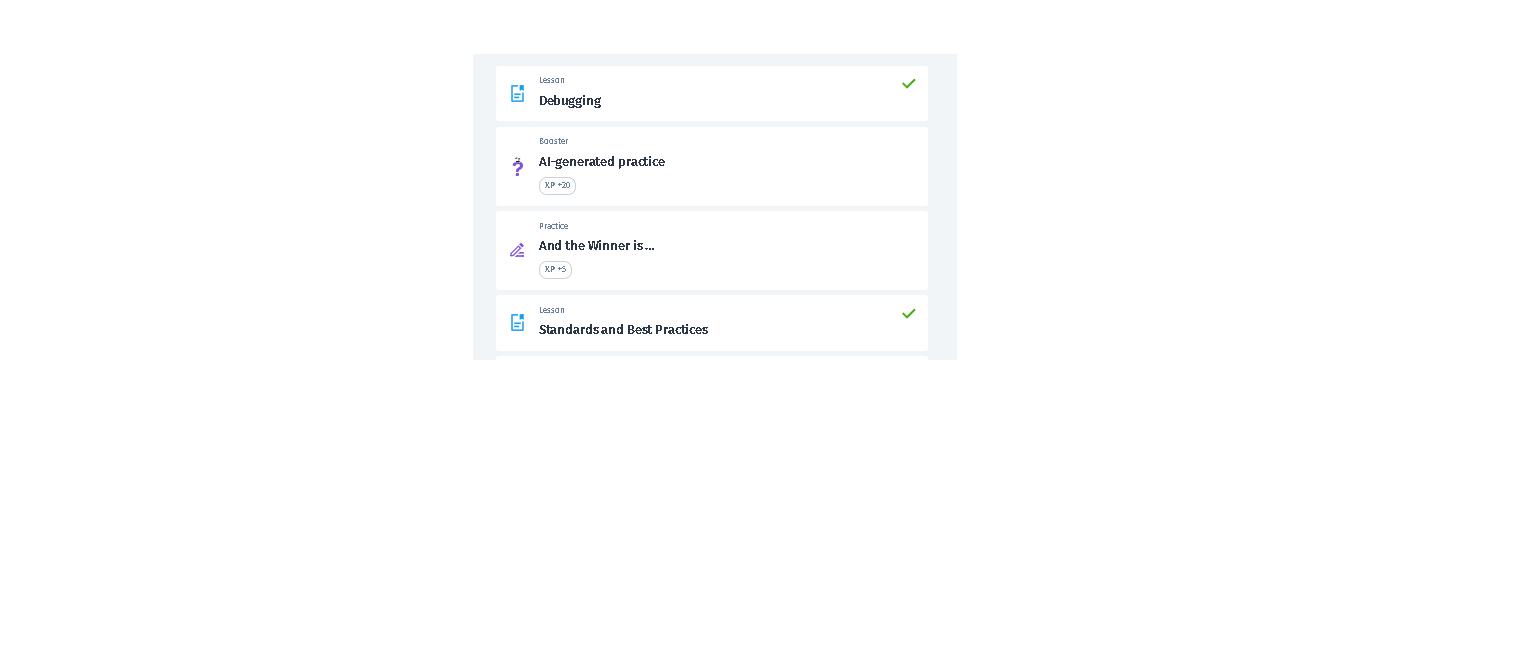 Lesson
Debugging
Booster
AI-generated practice
XP +20
Practice
And the Winner is ...
XP +5
Lesson
Standards and Best Practices